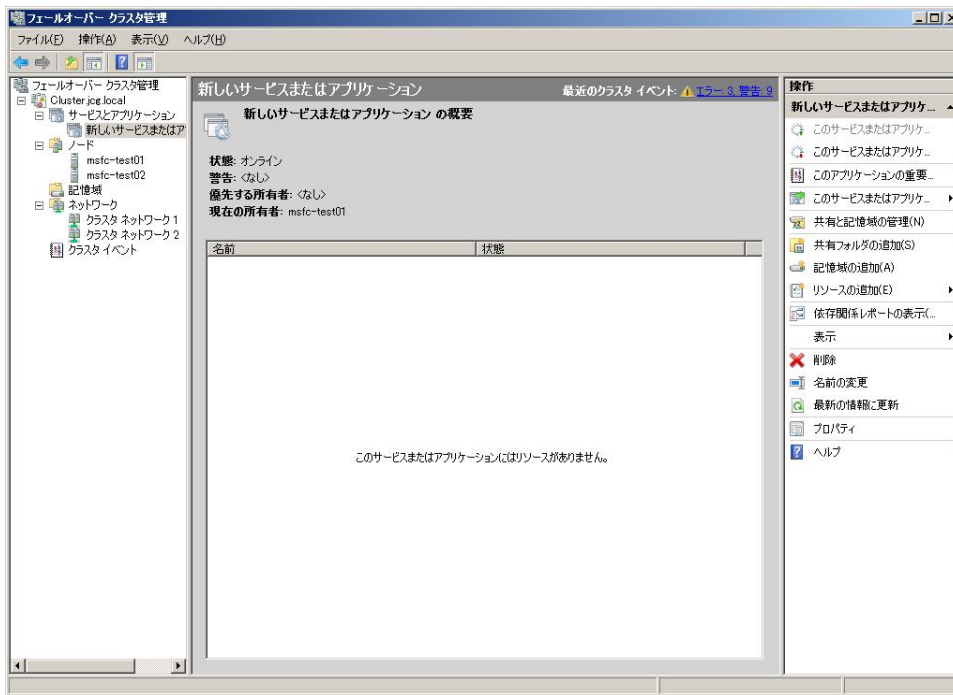 フェールオーバー クラスタ管理
ファイル(F) 操作(A) 表示(V) ヘルプ(H)
フェールオーバー クラスタ管理
Cluster.jcg.local
サービスとアプリケーション
新しいサービスまたはア
ノード
msfc-test01
msfc-test02
記憶域
ネットワーク
クラスタ ネットワーク 1
クラスタ ネットワーク 2
クラスタ イベント
新しいサービスまたはアプリケーション
最近のクラスタ イベント: エラー: 3, 警告: 9
新しいサービスまたはアプリケーション の概要
状態: オンライン
警告: <なし>
優先する所有者: <なし>
現在の所有者: msfc-test01
名前 状態
このサービスまたはアプリケーションにはリソースがありません。
操作
新しいサービスまたはアプリケ...
このサービスまたはアプリケ...
このサービスまたはアプリケ...
このアプリケーションの重要...
このサービスまたはアプリケ...
共有と記憶域の管理(N)
共有フォルダの追加(S)
記憶域の追加(A)
リソースの追加(E)
依存関係レポートの表示(...
表示
削除
名前の変更
最新の情報に更新
プロパティ
ヘルプ